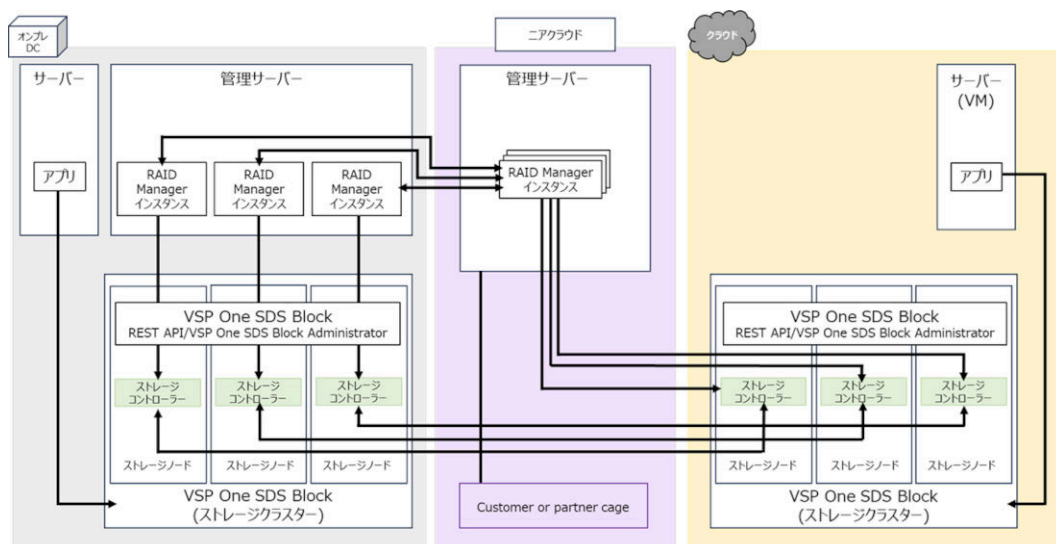 オンプレ
DC
ニアクラウド
クラウド
サーバー
管理サーバー
管理サーバー
サーバー
(VM)
アプリ
RAID
Manager
インスタンス
RAID
Manager
インスタンス
RAID
Manager
インスタンス
RAID Manager
インスタンス
アプリ
VSP One SDS Block
REST API/VSP One SDS Block Administrator
ストレージ
コントローラー
ストレージ
コントローラー
ストレージ
コントローラー
ストレージノード
ストレージノード
ストレージノード
VSP One SDS Block
(ストレージクラスター)
Customer or partner cage
VSP One SDS Block
REST API/VSP One SDS Block Administrator
ストレージ
コントローラー
ストレージ
コントローラー
ストレージ
コントローラー
ストレージノード
ストレージノード
ストレージノード
VSP One SDS Block
(ストレージクラスター)